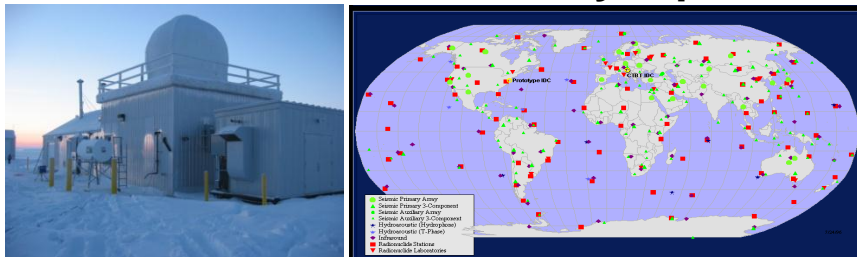 Prototype IDC
CTBT IDC
Seismic Primary Array
Seismic Primary 3-Component
Seismic Auxiliary Array
Seismic Auxiliary 3-Component
Hydroacoustic (Hydrophone)
Hydroacoustic (T-Phase)
Infrasound
Radionuclide Stations
Radionuclide Laboratories